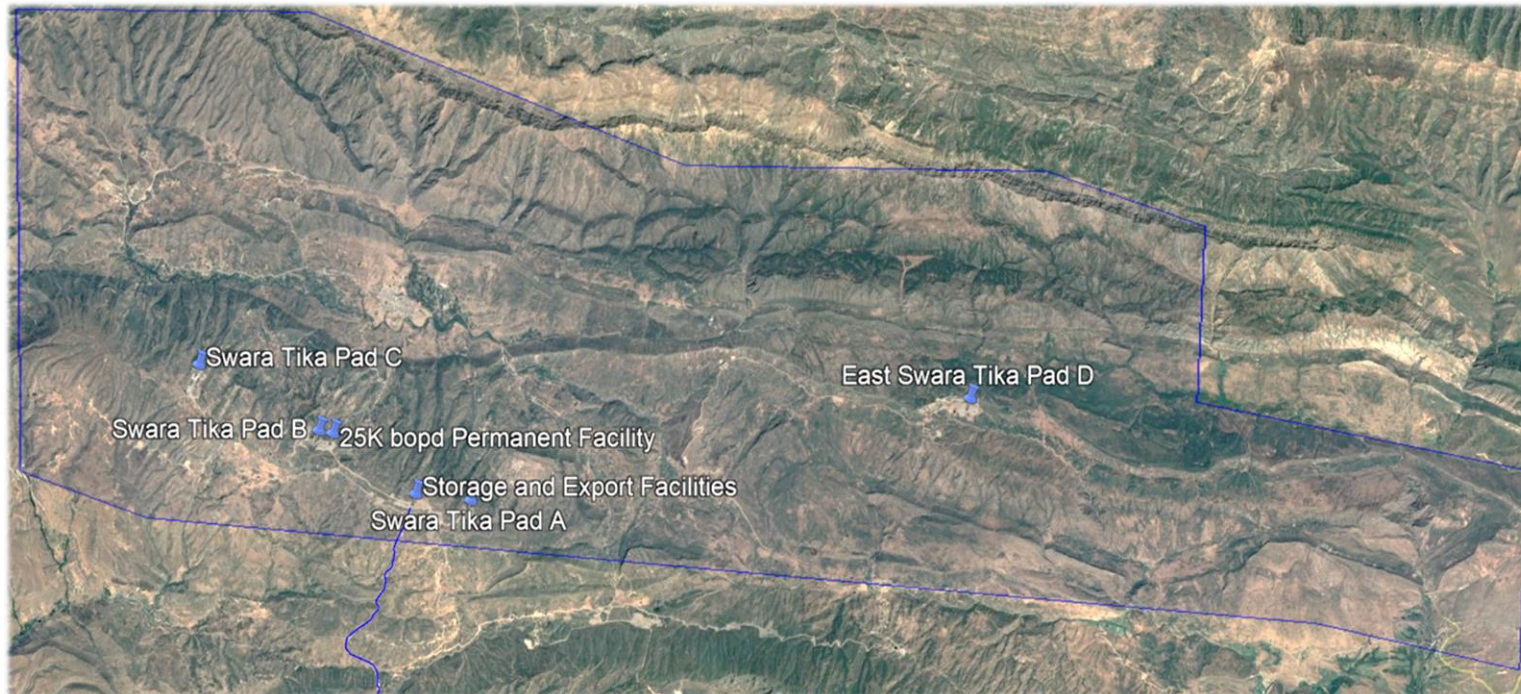 Swara Tika Pad C
East Swara Tika Pad D
Swara Tika Pad B
25K bopd Permanent Facility
Storage and Export Facilities
Swara Tika Pad A